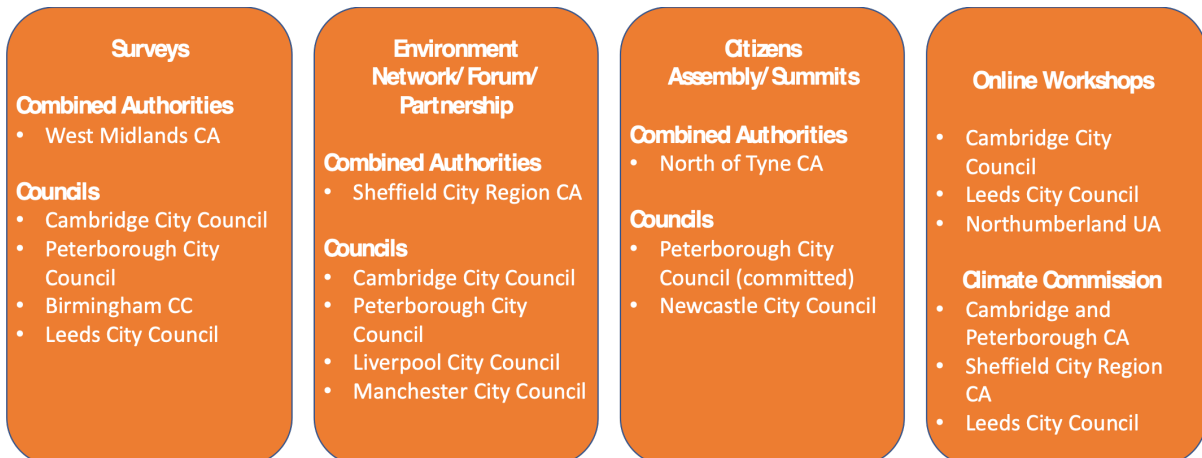 Surveys
Combined Authorities
• West Midlands CA
Councils
• Cambridge City Council
• Peterborough City
Council
• Birmingham CC
• Leeds City Council
Environment
Network/ Forum/
Partnership
Combined Authorities
• Sheffield City Region CA
Councils
• Cambridge City Council
• Peterborough City
Council
• Liverpool City Council
• Manchester City Council
Citizens
Assembly/ Summits
Combined Authorities
• North of Tyne CA
Councils
• Peterborough City
Council (committed)
• Newcastle City Council
Online Workshops
• Cambridge City
Council
• Leeds City Council
• Northumberland UA
Climate Commission
• Cambridge and
Peterborough CA
• Sheffield City Region
CA
• Leeds City Council